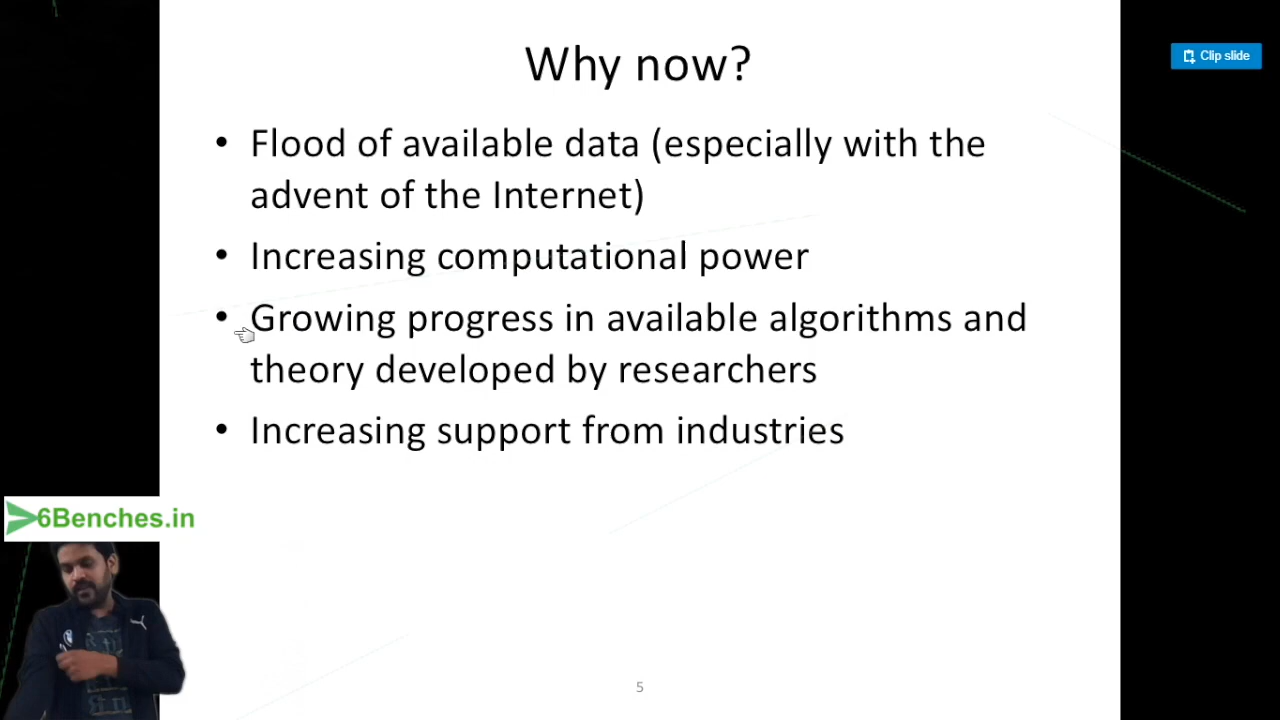 Why now?
Clip slide
• Flood of available data (especially with the
advent of the Internet)
• Increasing computational power
• Growing progress in available algorithms and
theory developed by researchers
• Increasing support from industries
6Benches.in
5